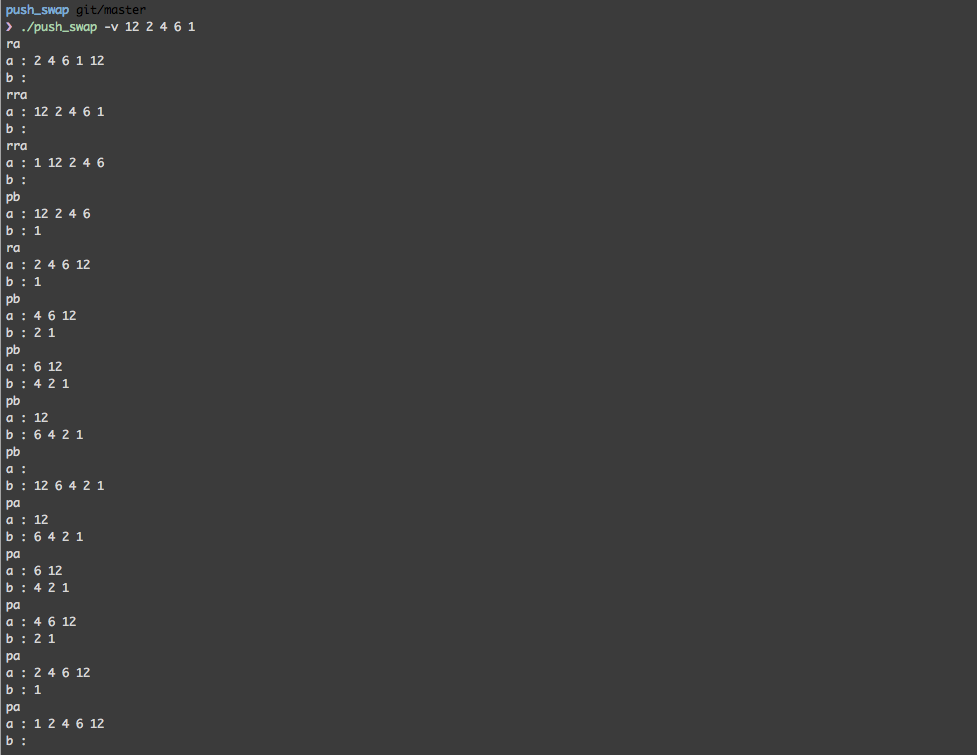 push_swap git/master
❯ ./push_swap -v 12 2 4 6 1
ra
a : 2 4 6 1 12
b :
rra
a : 12 2 4 6 1
b :
rra
a : 1 12 2 4 6
b :
pb
a : 12 2 4 6
b : 1
ra
a : 2 4 6 12
b : 1
pb
a : 4 6 12
b : 2 1
pb
a : 6 12
b : 4 2 1
pb
a : 12
b : 6 4 2 1
pb
a :
b : 12 6 4 2 1
pa
a : 12
b : 6 4 2 1
pa
a : 6 12
b : 4 2 1
pa
a : 4 6 12
b : 2 1
pa
a : 2 4 6 12
b : 1
pa
a : 1 2 4 6 12
b :